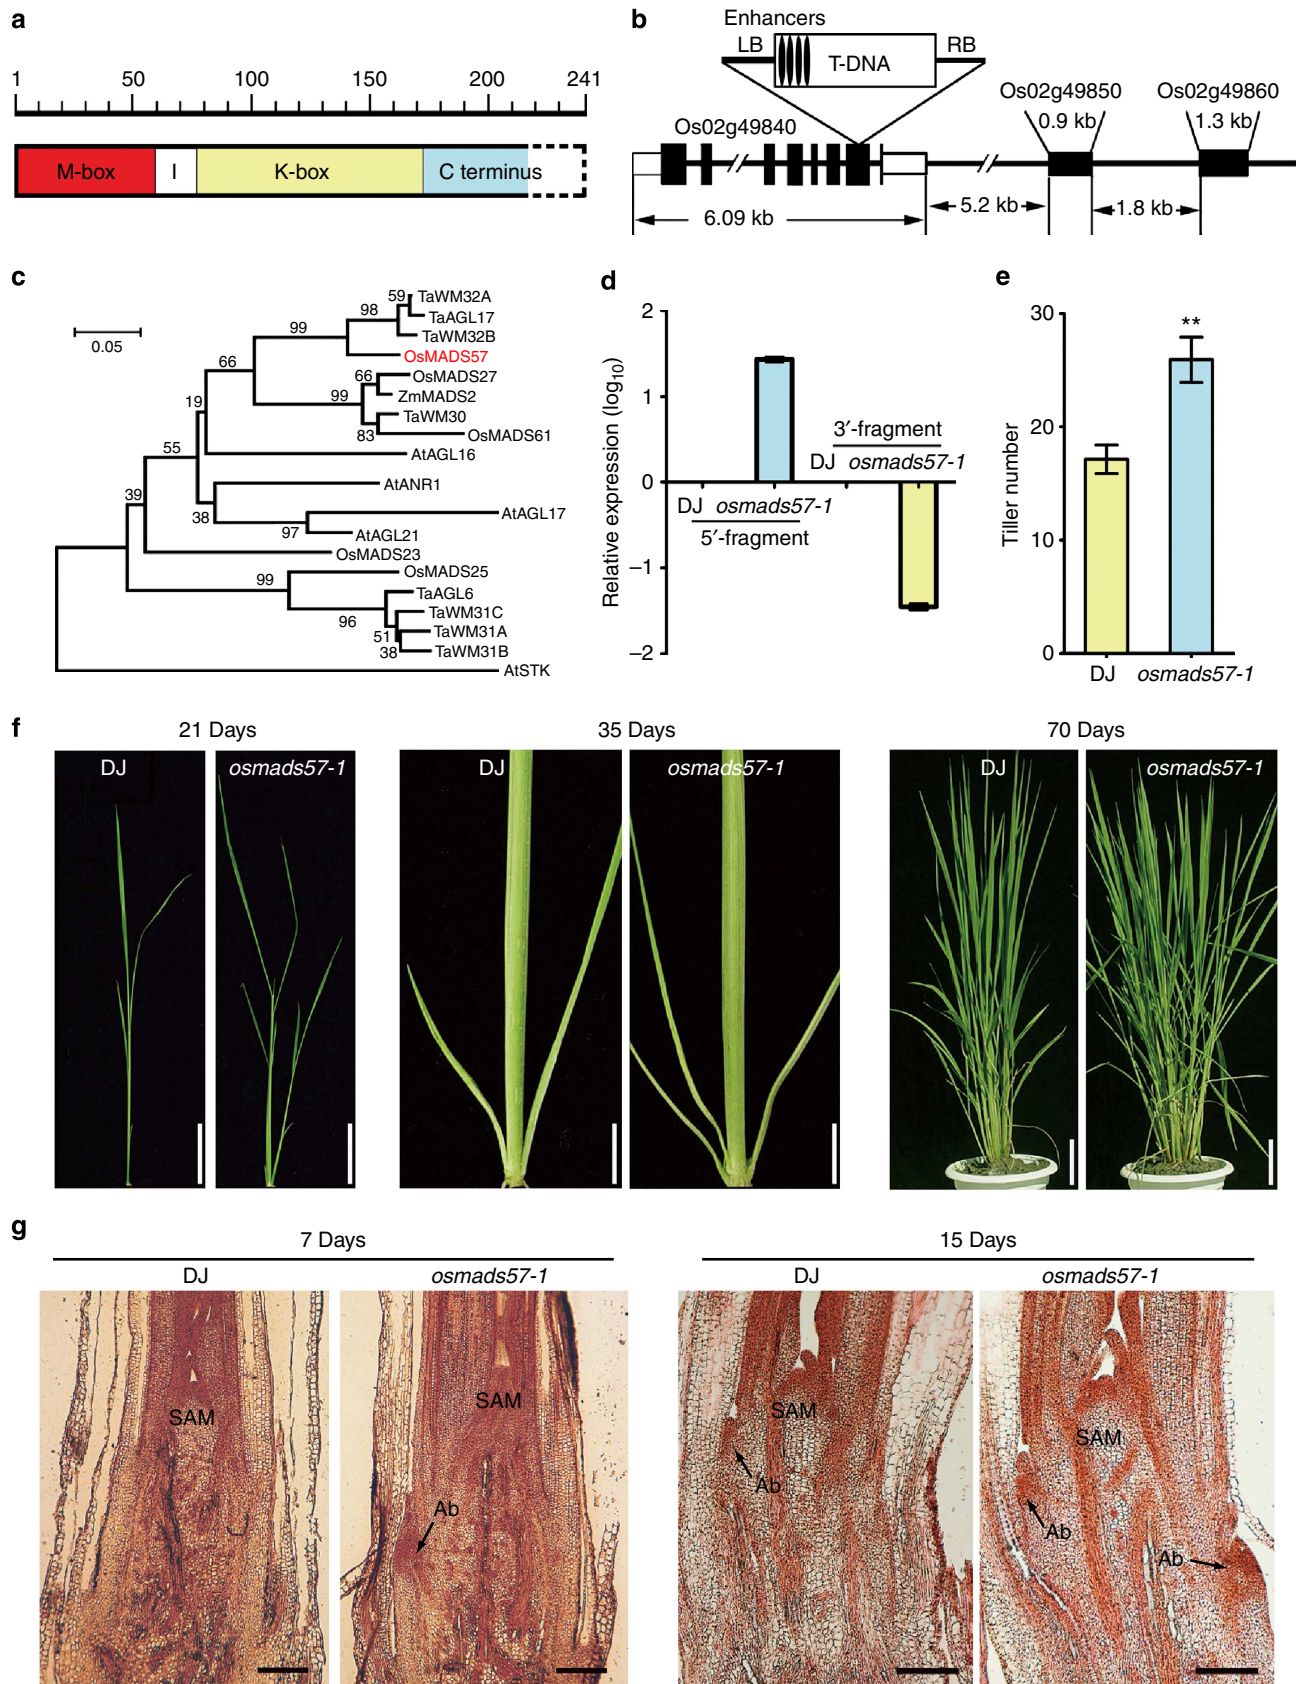 a
1 50 100 150 200 241
M-box I K-box C terminus
b
Enhancers
LB T-DNA RB
Os02g49840
Os02g49850
0.9 kb
Os02g49860
1.3 kb
6.09 kb
5.2 kb
1.8 kb
c
0.05
59 TaWM32A
98 TaAGL17
99 TaWM32B
OsMADS57
66
66 OsMADS27
99 ZmMADS2
19 TaWM30
83 OsMADS61
55 AtAGL16
AtANR1
39 38 AtAGL17
97 AtAGL21
OsMADS23
99 OsMADS25
TaAGL6
96 TaWM31C
51 TaWM31A
38 TaWM31B
AtSTK
d
Relative expression (log10)
2
1
0
−1
−2
3′-fragment
DJ osmads57-1
DJ osmads57-1
5′-fragment
e
Tiller number
30
20
10
0
**
DJ osmads57-1
f
21 Days
DJ osmads57-1
35 Days
DJ osmads57-1
70 Days
DJ osmads57-1
g
7 Days
DJ osmads57-1
SAM
SAM
Ab
15 Days
DJ osmads57-1
SAM
Ab
SAM
Ab
Ab